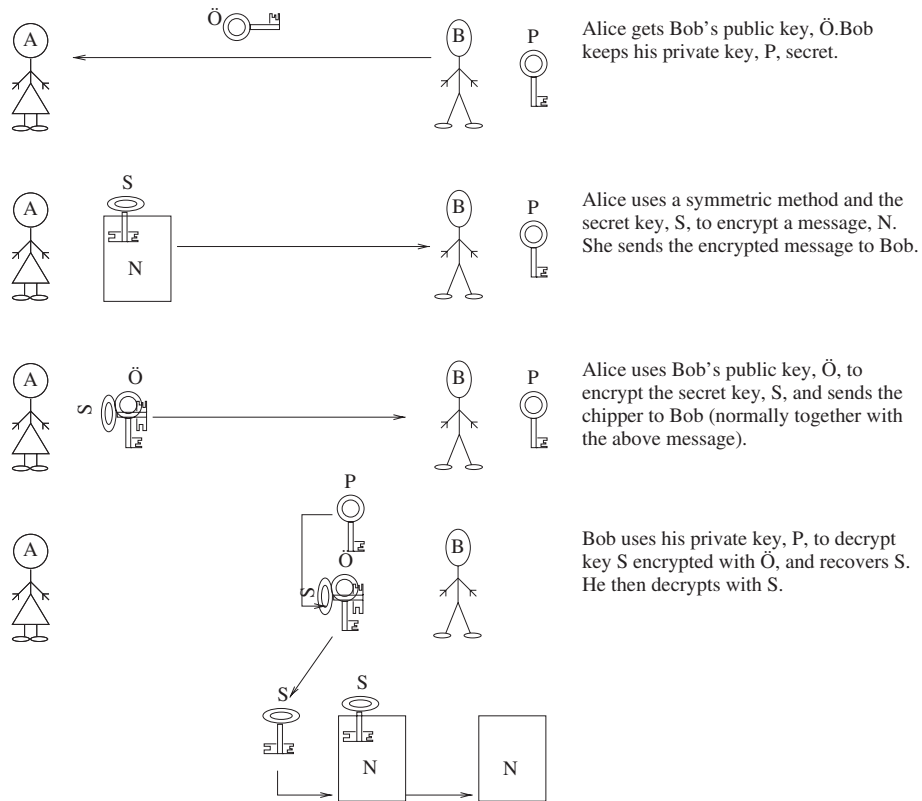 Ö
A
B
P
Alice gets Bob's public key, Ö.Bob
keeps his private key, P, secret.
A
S
N
B
P
Alice uses a symmetric method and the
secret key, S, to encrypt a message, N.
She sends the encrypted message to Bob.
A
S
Ö
B
P
Alice uses Bob's public key, Ö, to
encrypt the secret key, S, and sends the
chipper to Bob (normally together with
the above message).
A
P
Ö
S
B
Bob uses his private key, P, to decrypt
key S encrypted with Ö, and recovers S.
He then decrypts with S.
S
S
N
N